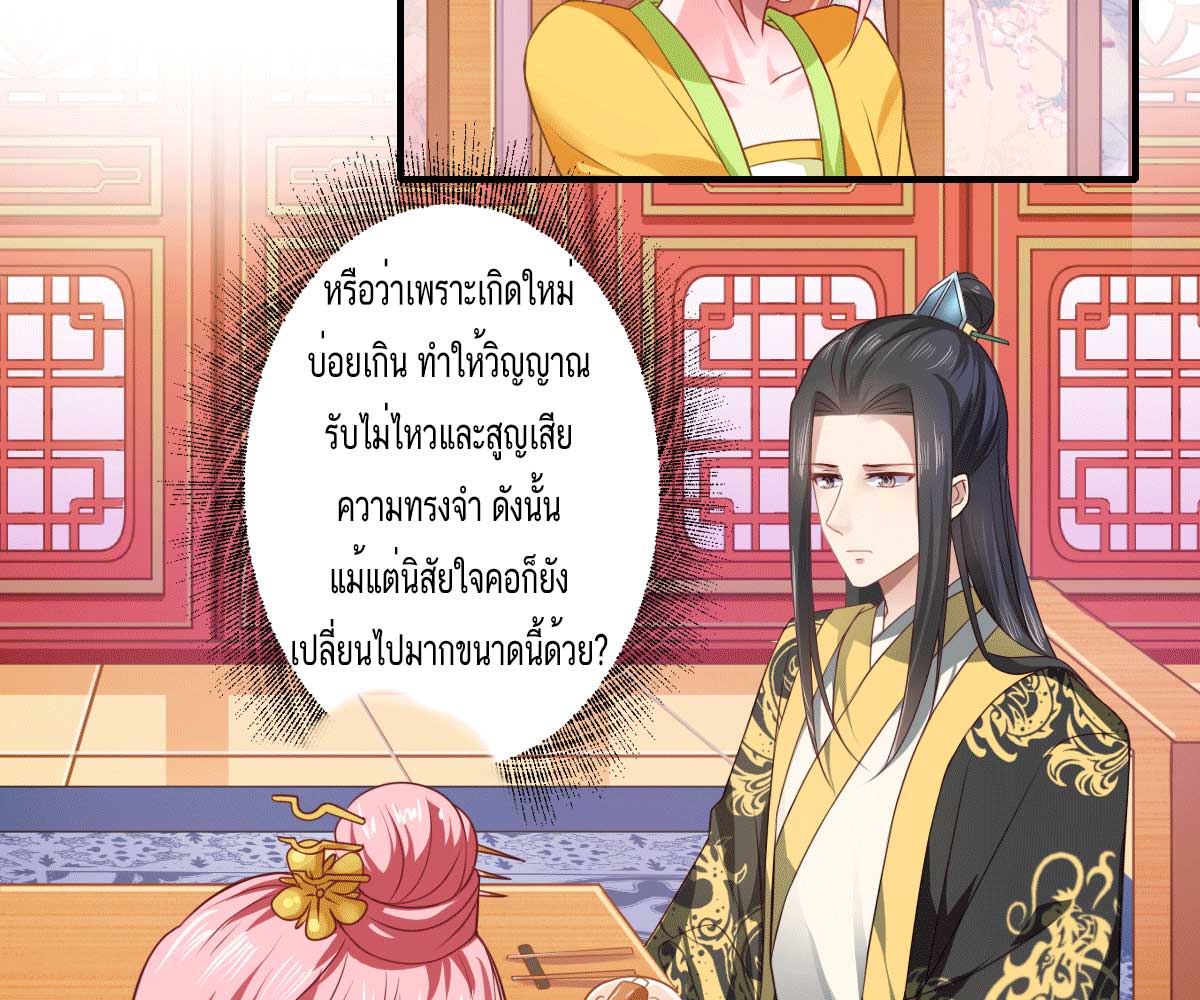 หรือว่าเพราะเกิดใหม่
บ่อยเกิน ทำให้วิญญาณ
รับไม่ไหวและสูญเสีย
ความทรงจำ ดังนั้น
แม้แต่นิสัยใจคอก็ยัง
เปลี่ยนไปมากขนาดนี้ด้วย?